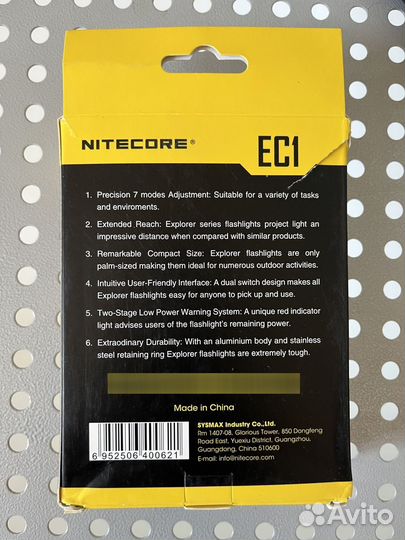 NITECORE® EC1
1. Precision 7 modes Adjustment: Suitable for a variety of tasks
and enviroments.
2. Extended Reach: Explorer series flashlights project light an
impressive distance when compared with similar products.
3. Remarkable Compact Size: Explorer flashlights are only
palm-sized making them ideal for numerous outdoor activities.
4. Intuitive User-Friendly Interface: A dual switch design makes all
Explorer flashlights easy for anyone to pick up and use.
5. Two-Stage Low Power Warning System: A unique red indicator
light advises users of the flashlight's remaining power.
6. Extraodinary Durability: With an aluminium body and stainless
steel retaining ring Explorer flashlights are extremely tough.
Made in China
SYSMAX Industry Co.,Ltd.
Rm 1407-08, Glorious Tower, 850 Dongfeng
Road East, Yuexiu District, Guangzhou,
Guangdong, China 510600
E-mail: info@nitecore.com
6 952506 400621
Avito